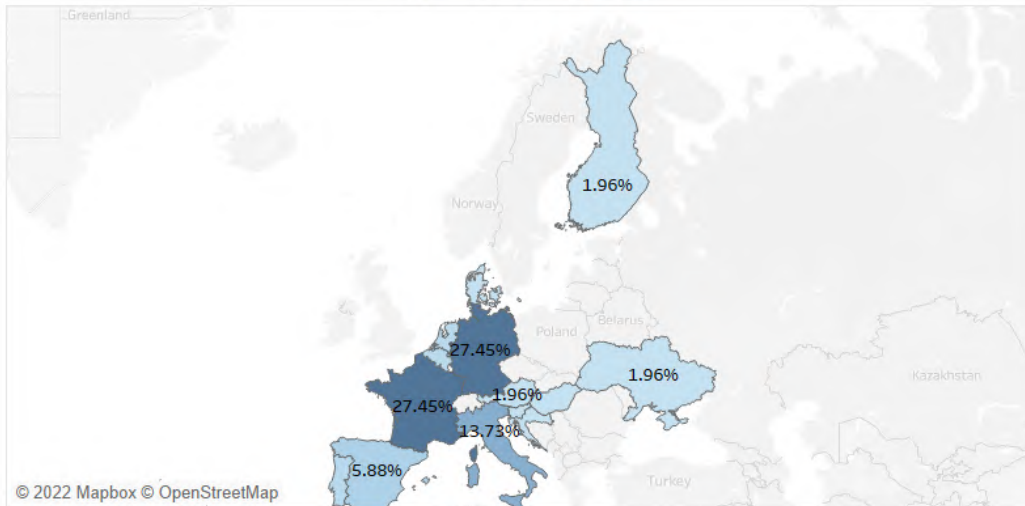 Greenland
Sweden
1.96%
Norway
Poland
Belarus
27.45%
1.96%
1.96%
Kazakhstan
27.45%
13.73%
5.88%
Turkey
© 2022 Mapbox © OpenStreetMap